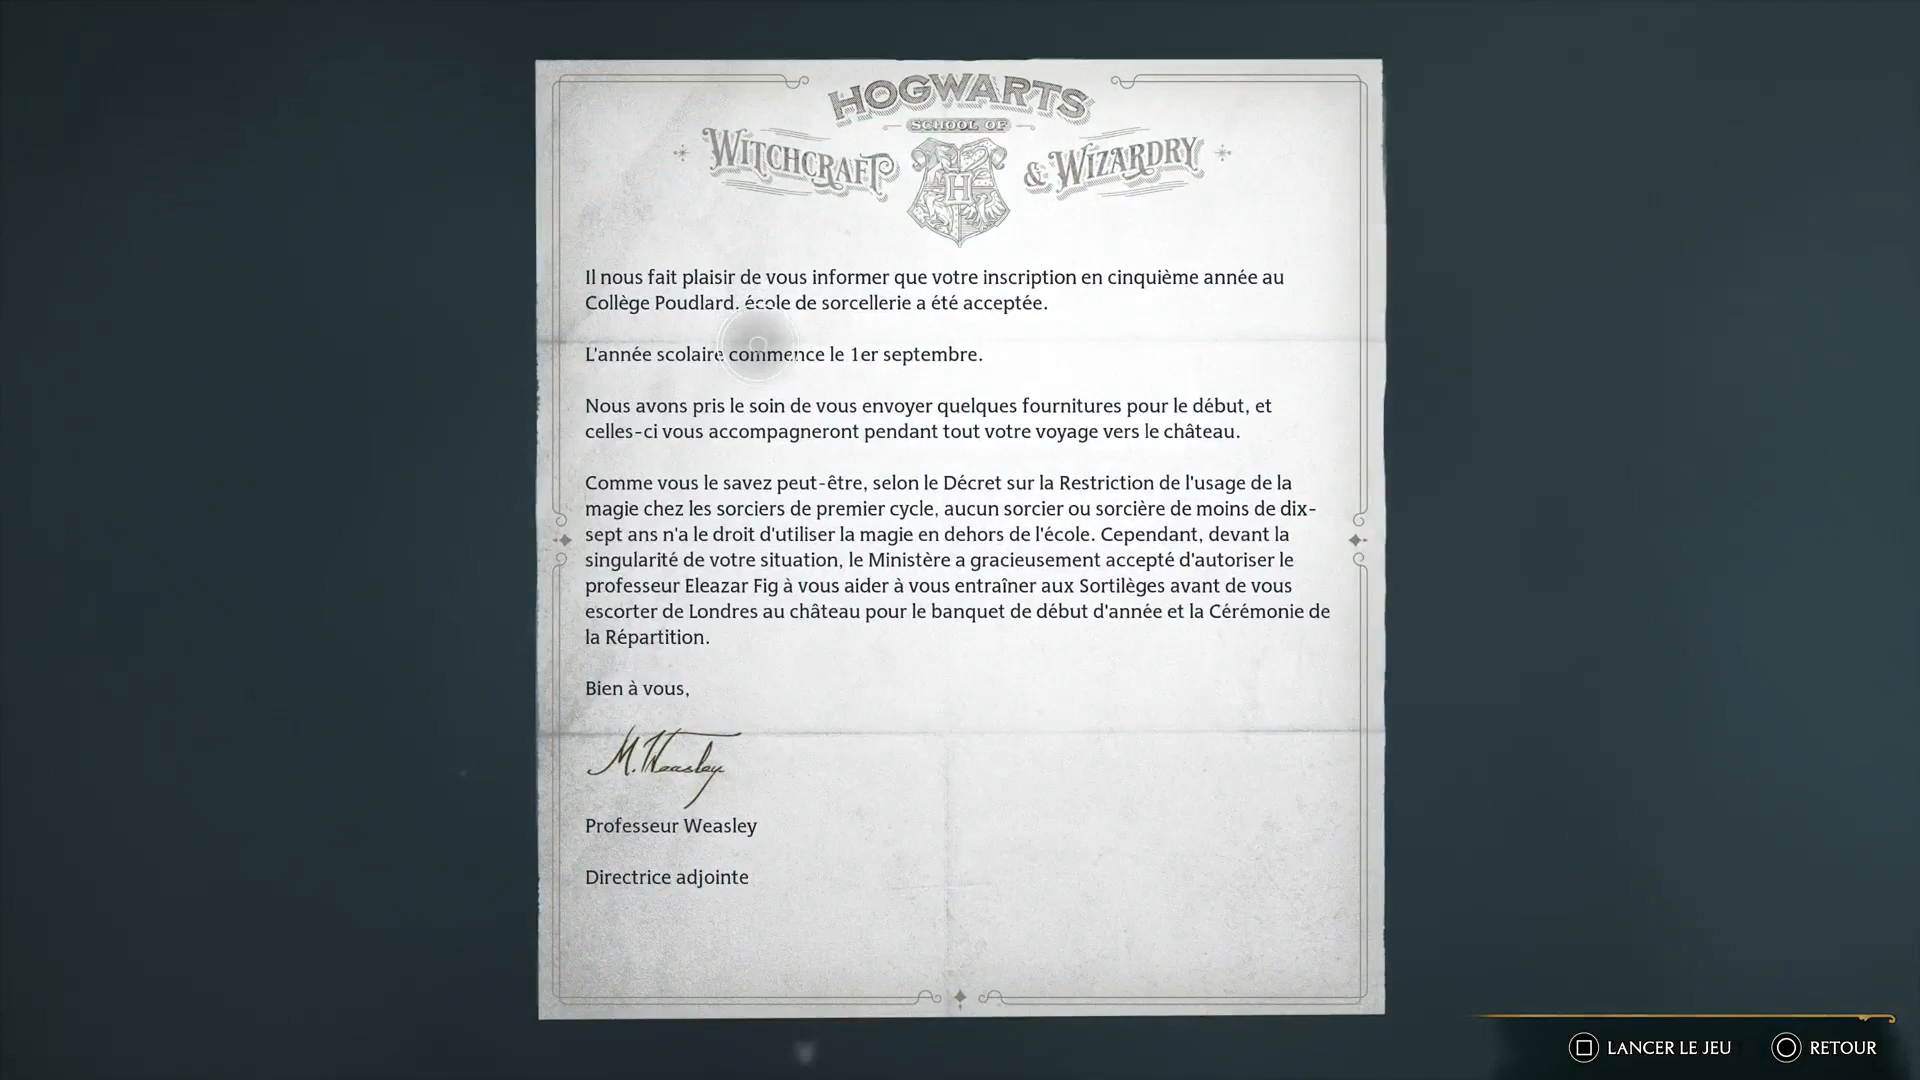 HOGWARTS
SCHOOL OF
WITCHCRAFT & WIZARDRY
H
Il nous fait plaisir de vous informer que votre inscription en cinquième année au
Collège Poudlard. école de sorcellerie a été acceptée.
L'année scolaire commence le 1er septembre.
Nous avons pris le soin de vous envoyer quelques fournitures pour le début, et
celles-ci vous accompagneront pendant tout votre voyage vers le château.
Comme vous le savez peut-être, selon le Décret sur la Restriction de l'usage de la
magie chez les sorciers de premier cycle, aucun sorcier ou sorcière de moins de dix-
sept ans n'a le droit d'utiliser la magie en dehors de l'école. Cependant, devant la
singularité de votre situation, le Ministère a gracieusement accepté d'autoriser le
professeur Eleazar Fig à vous aider à vous entraîner aux Sortilèges avant de vous
escorter de Londres au château pour le banquet de début d'année et la Cérémonie de
la Répartition.
Bien à vous,
M. Weasley
Professeur Weasley
Directrice adjointe
LANCER LE JEU
RETOUR